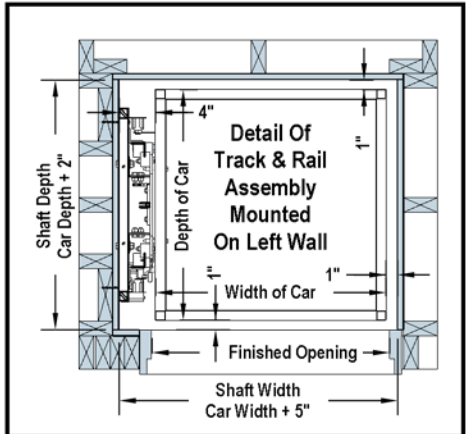 4"
1"
Detail Of
Track & Rail
Assembly
Mounted
On Left Wall
Shaft Depth
Car Depth + 2"
Depth of Car
1"
1"
Width of Car
Finished Opening
Shaft Width
Car Width + 5"